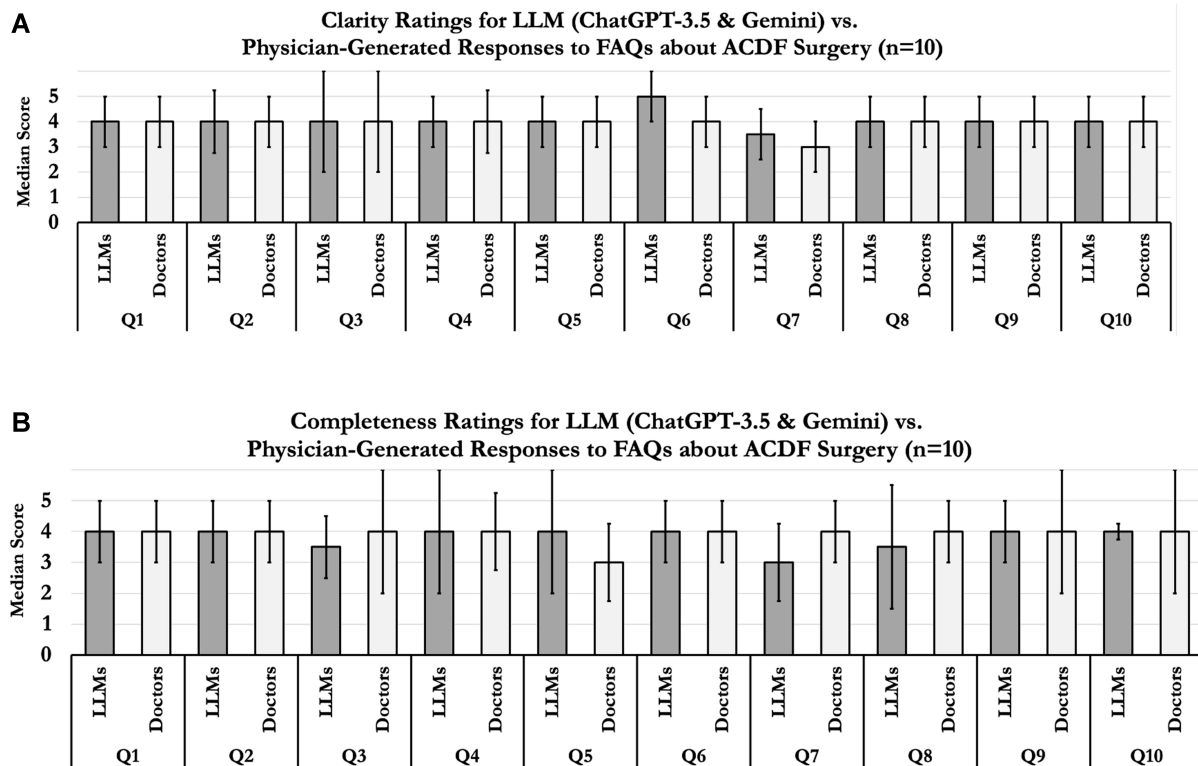 A
Clarity Ratings for LLM (ChatGPT-3.5 & Gemini) vs.
Physician-Generated Responses to FAQs about ACDF Surgery (n=10)
Median Score
5
4
3
2
1
0
LLMs Doctors LLMs Doctors LLMs Doctors LLMs Doctors LLMs Doctors LLMs Doctors LLMs Doctors LLMs Doctors LLMs Doctors LLMs Doctors
Q1 Q2 Q3 Q4 Q5 Q6 Q7 Q8 Q9 Q10
B
Completeness Ratings for LLM (ChatGPT-3.5 & Gemini) vs.
Physician-Generated Responses to FAQs about ACDF Surgery (n=10)
Median Score
5
4
3
2
1
0
LLMs Doctors LLMs Doctors LLMs Doctors LLMs Doctors LLMs Doctors LLMs Doctors LLMs Doctors LLMs Doctors LLMs Doctors LLMs Doctors
Q1 Q2 Q3 Q4 Q5 Q6 Q7 Q8 Q9 Q10